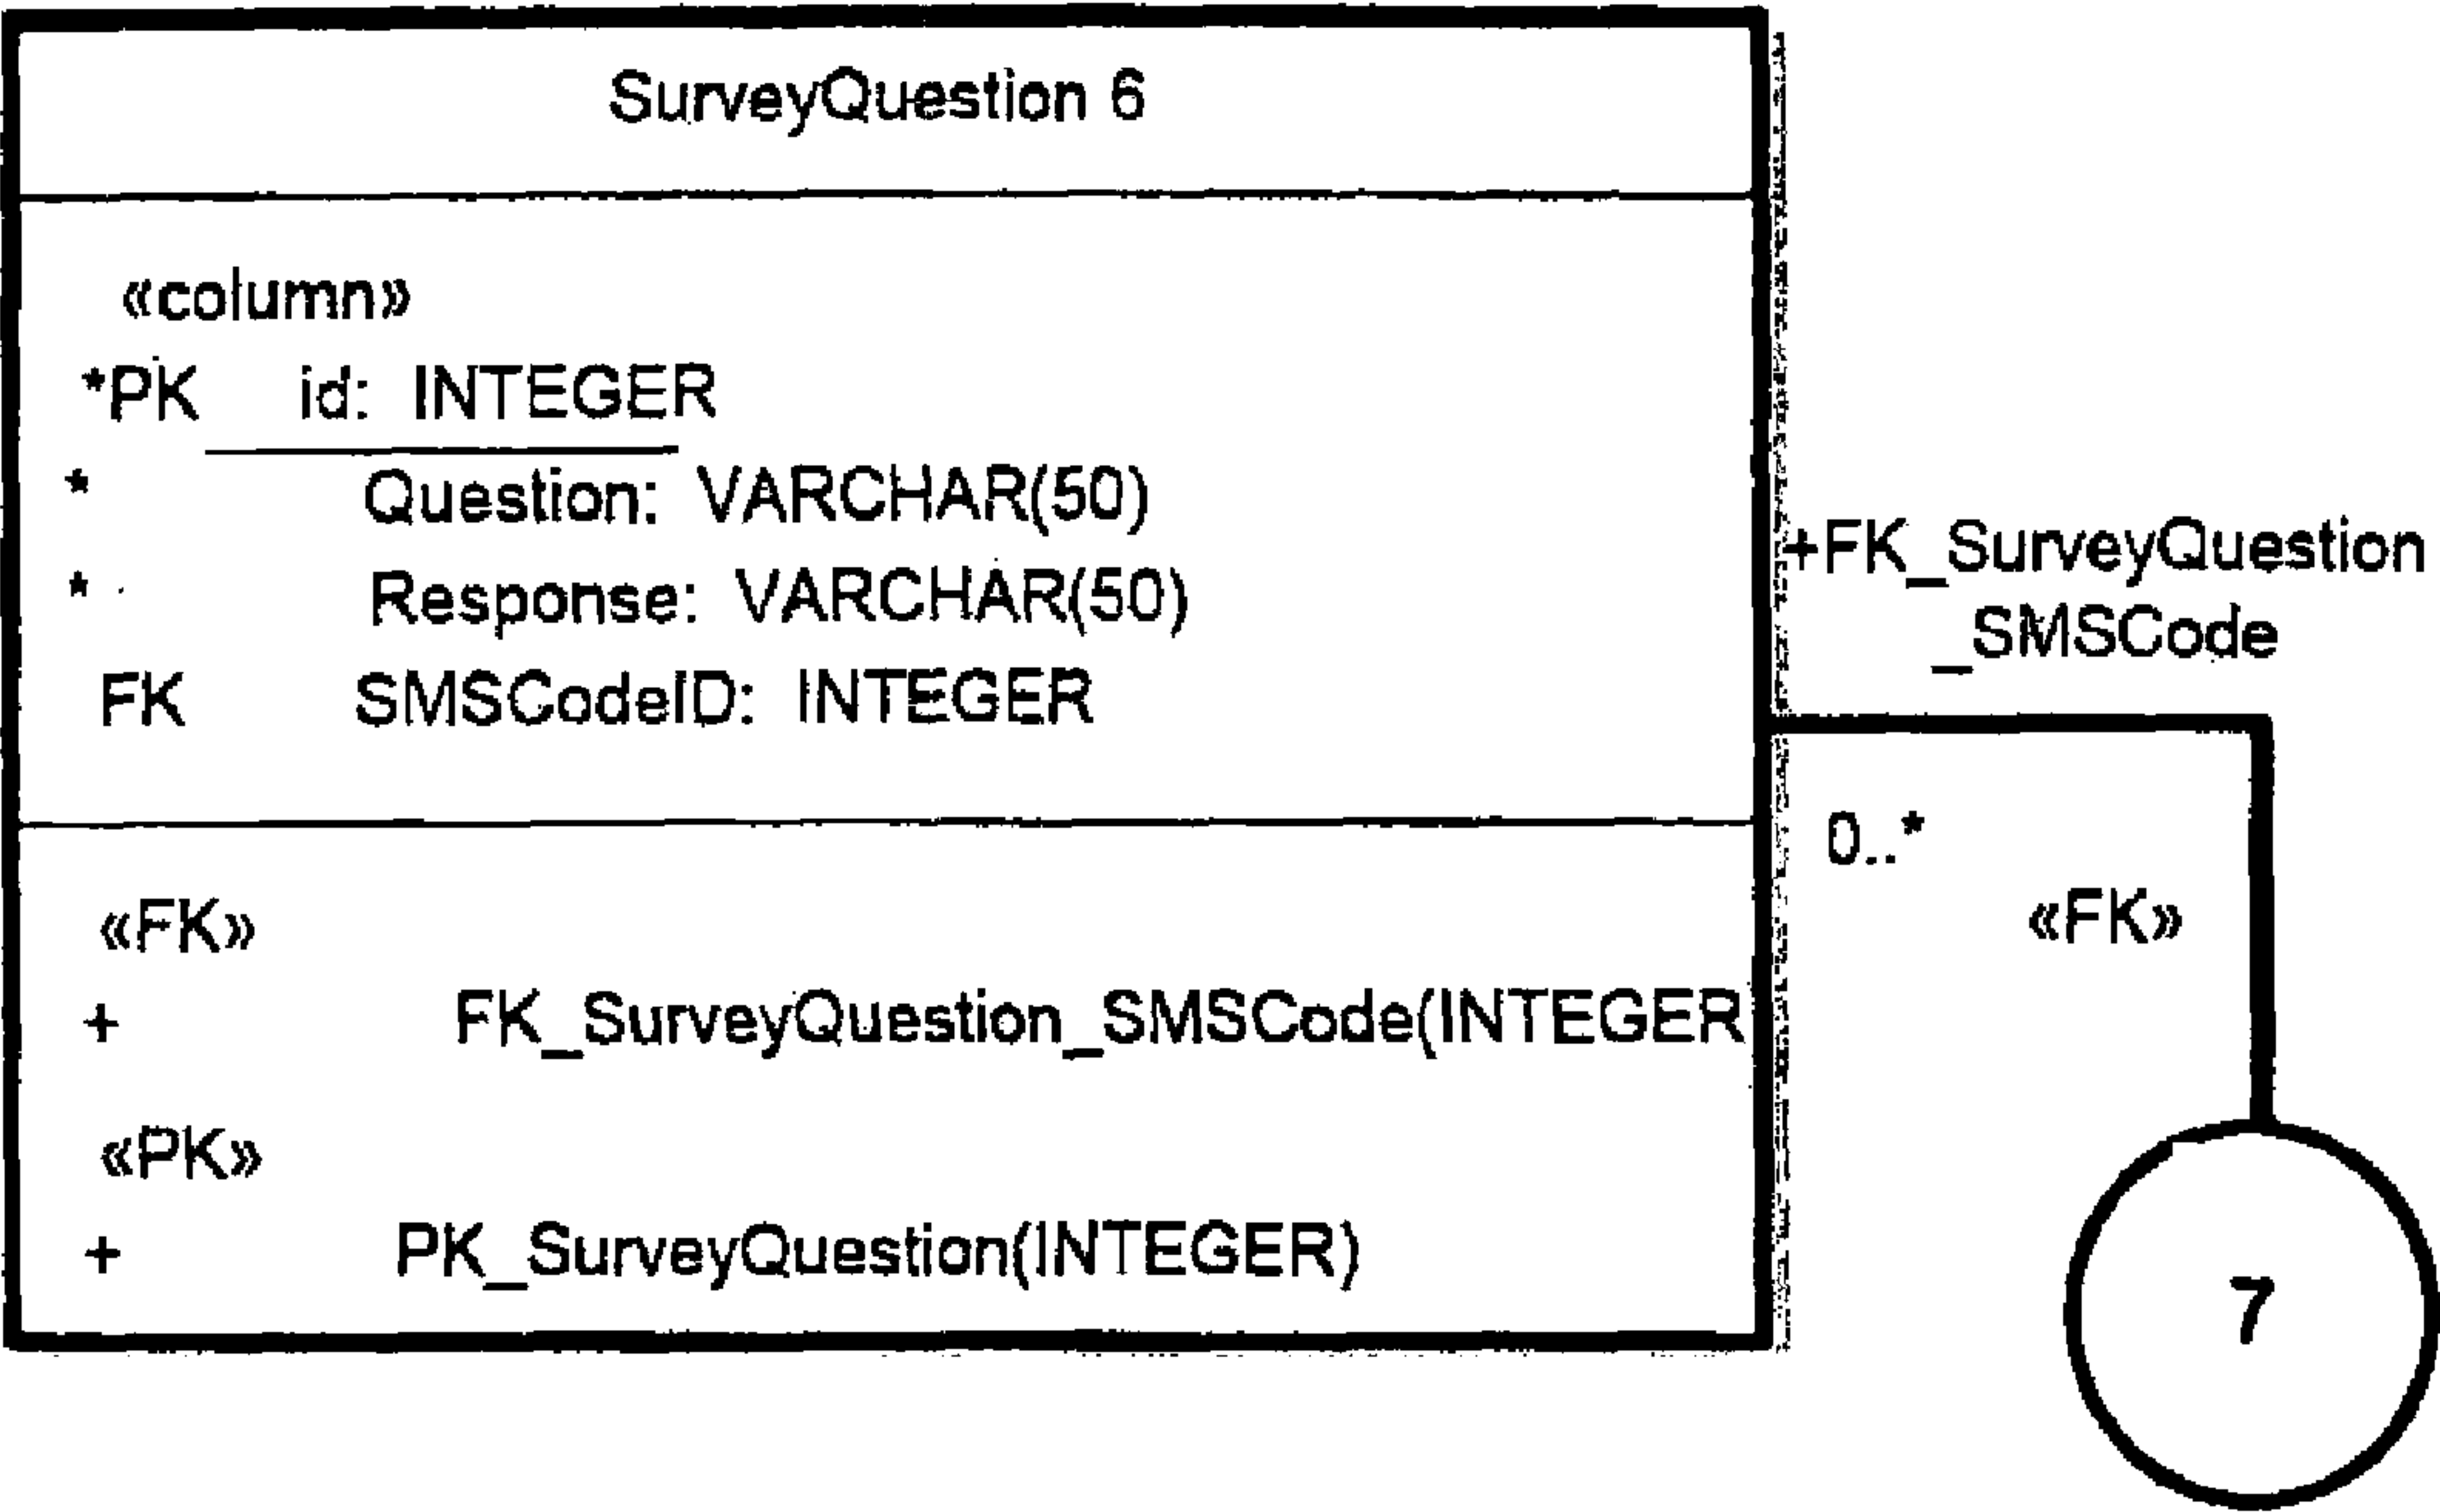 SurveyQuestion 6
«column»
*PK id: INTEGER
* Question: VARCHAR(50)
* Response: VARCHAR(50)
FK SMSCodeID: INTEGER
+FK_SurveyQuestion
_SMSCode
0..*
«FK»
«FK»
+ FK_SurveyQuestion_SMSCode(INTEGER
«PK»
+ PK_SurveyQuestion(INTEGER)
7